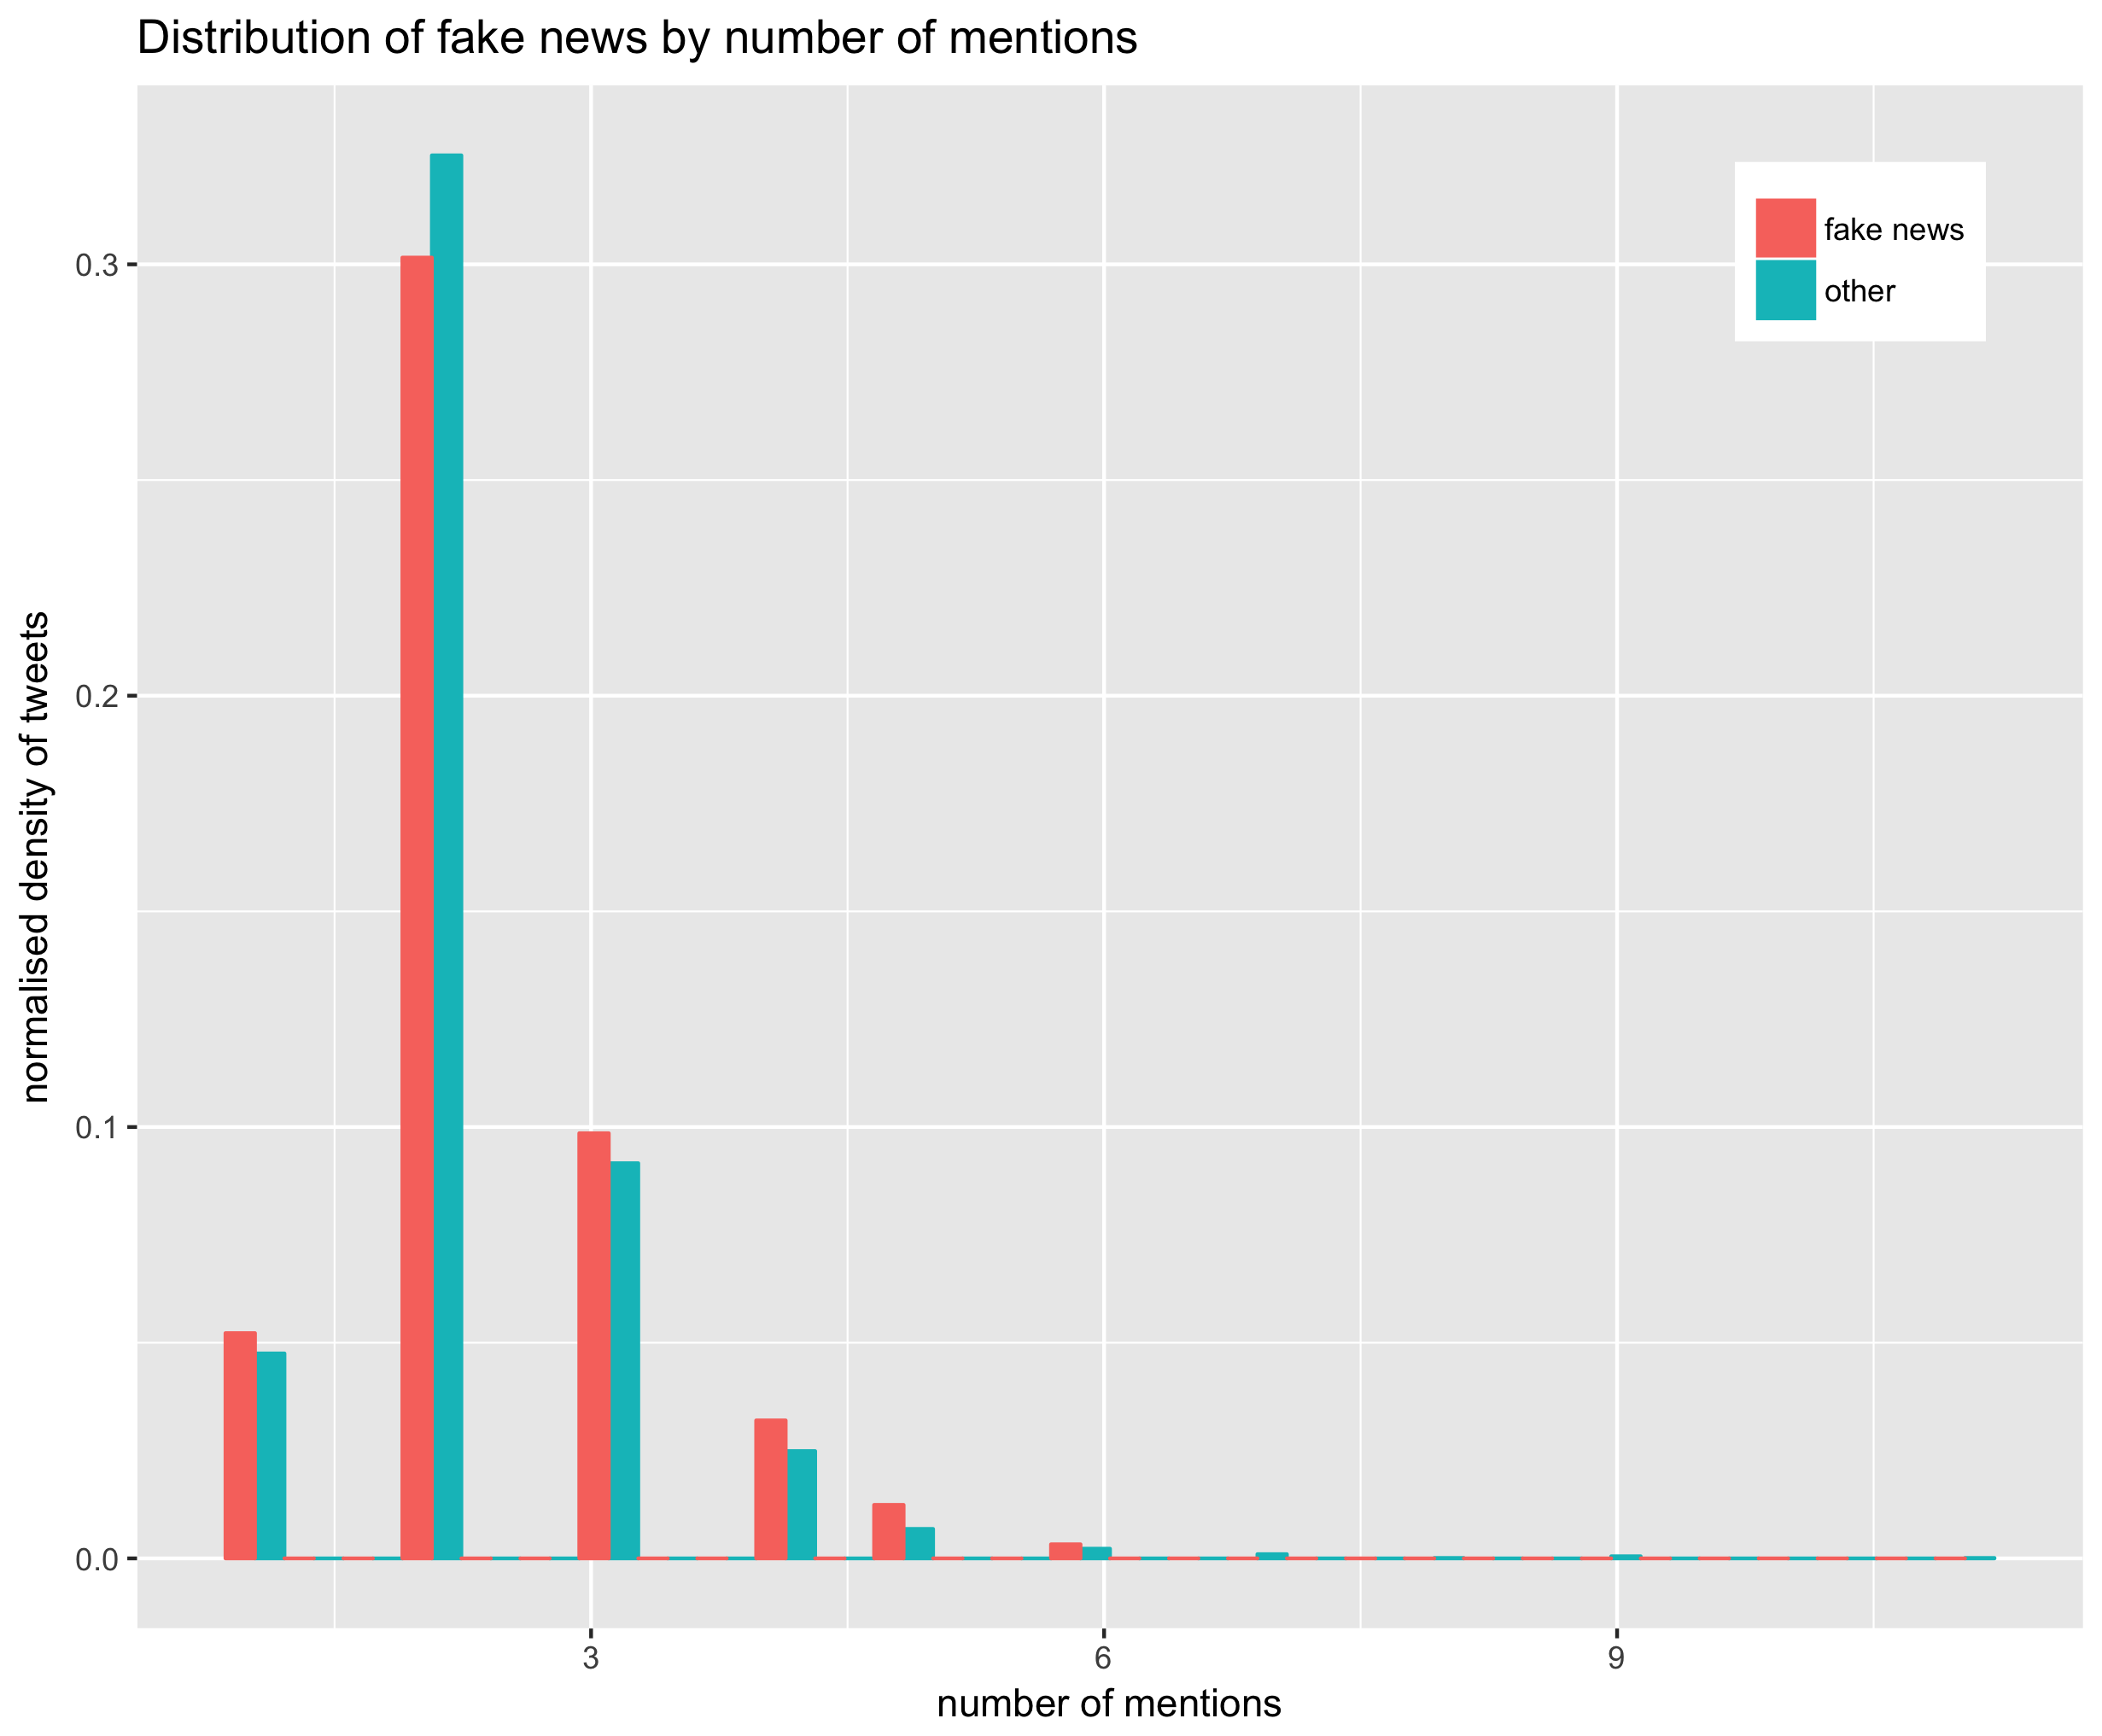 Distribution of fake news by number of mentions
fake news
other
normalised density of tweets
0.3
0.2
0.1
0.0
3 6 9
number of mentions